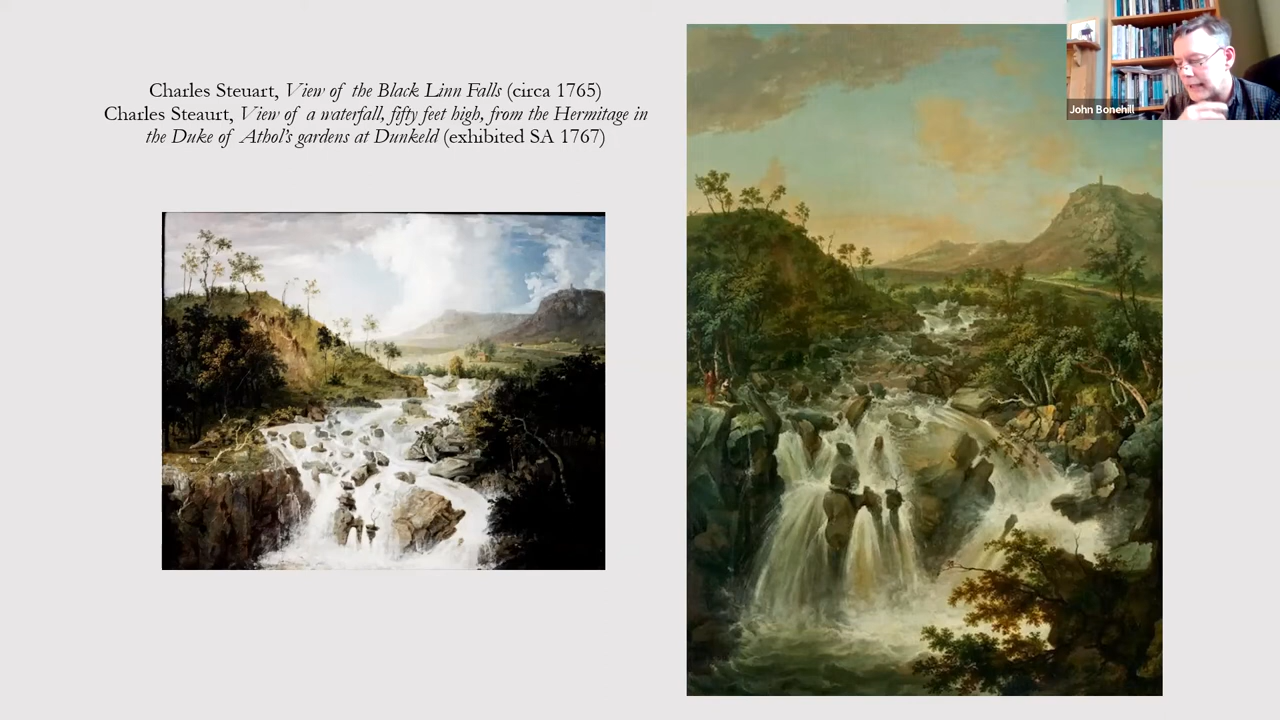 Charles Steuart, View of the Black Linn Falls (circa 1765)
Charles Steaurt, View of a waterfall, fifty feet high, from the Hermitage in
the Duke of Athol's gardens at Dunkeld (exhibited SA 1767)
John Bonehill